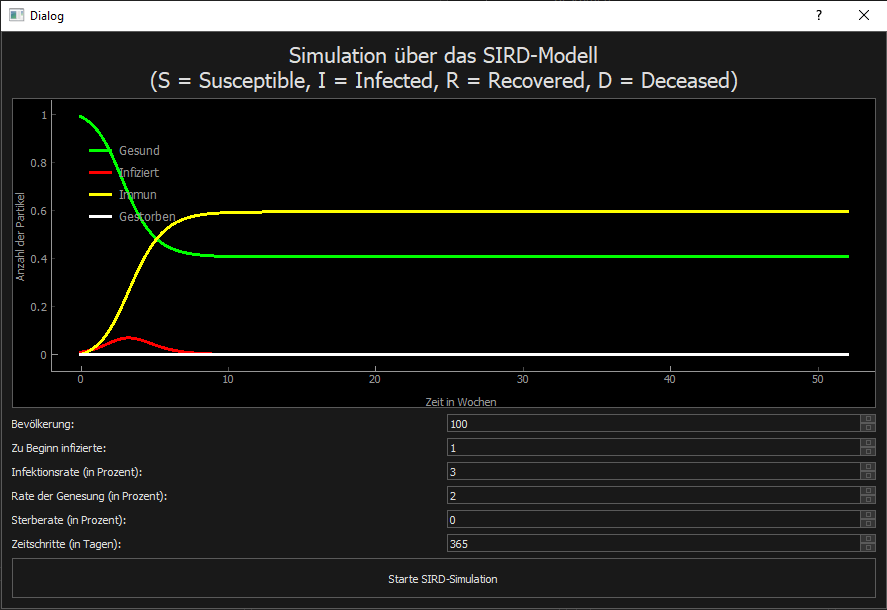 Dialog
?
Simulation über das SIRD-Modell
(S = Susceptible, I = Infected, R = Recovered, D = Deceased)
1
Gesund
0.8
Infiziert
Immun
0.6
Gestorben
Anzahl der Partikel
0.4
0.2
0
0 10 20 30 40 50
Zeit in Wochen
Bevölkerung: 100
Zu Beginn infizierte: 1
Infektionsrate (in Prozent): 3
Rate der Genesung (in Prozent): 2
Sterberate (in Prozent): 0
Zeitschritte (in Tagen): 365
Starte SIRD-Simulation